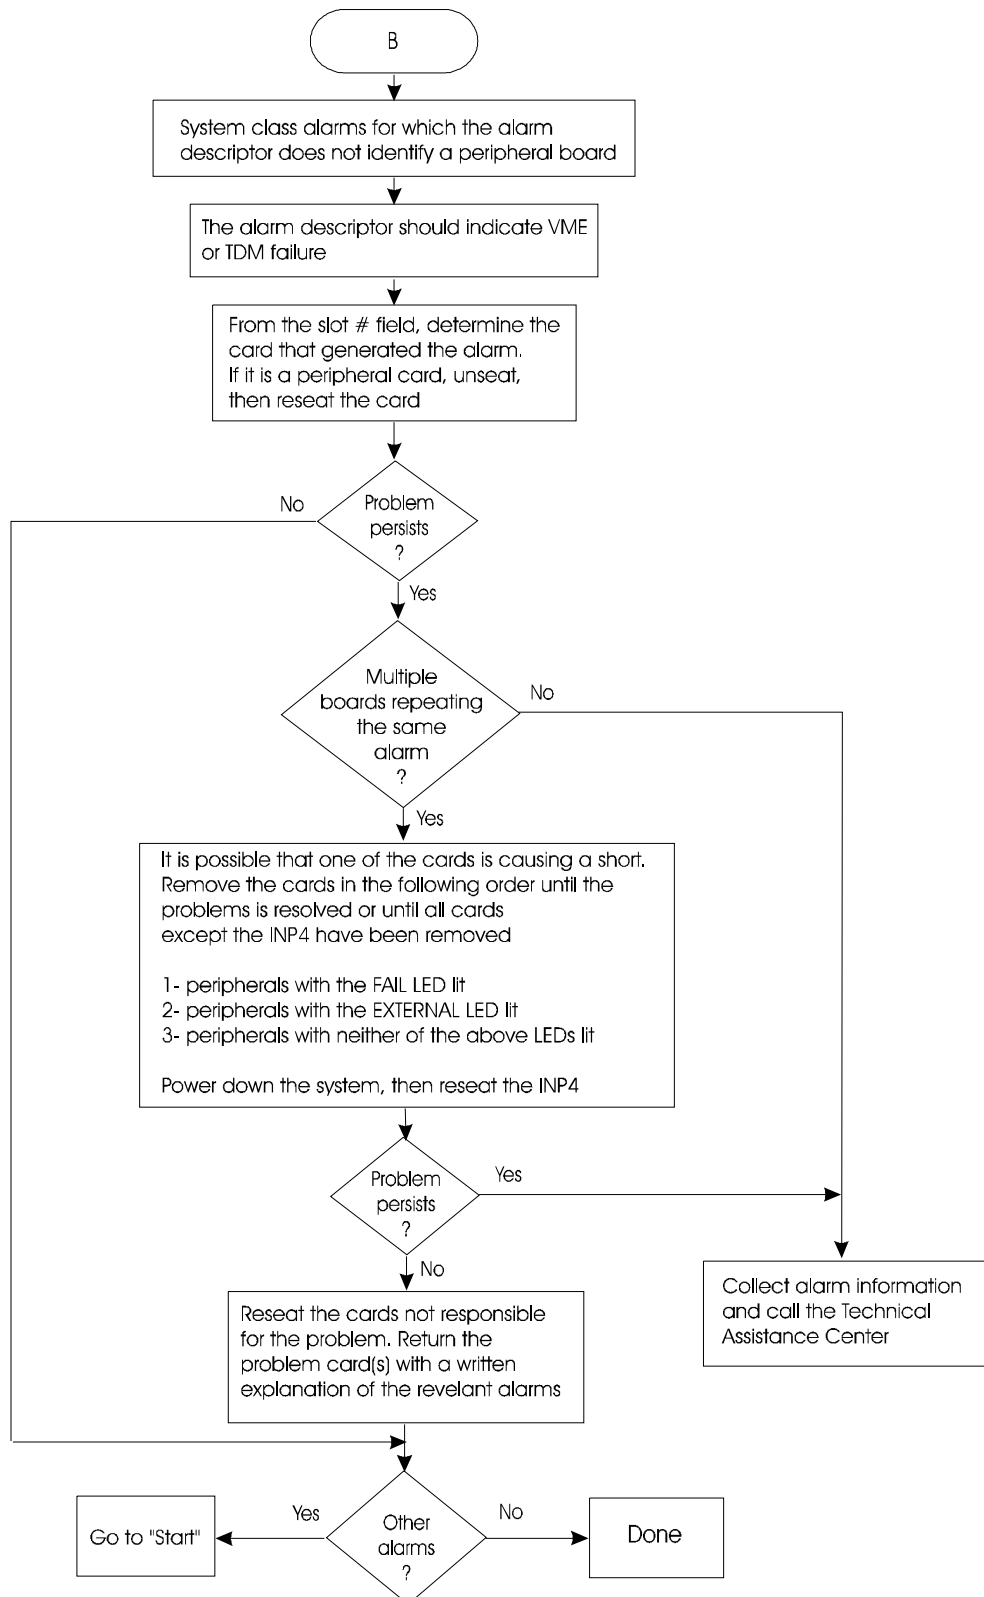 B
System class alarms for which the alarm
descriptor does not identify a peripheral board
The alarm descriptor should indicate VME
or TDM failure
From the slot # field, determine the
card that generated the alarm.
If it is a peripheral card, unseat,
then reseat the card
No
Problem
persists
?
Yes
Multiple
boards repeating
the same
alarm
?
No
Yes
It is possible that one of the cards is causing a short.
Remove the cards in the following order until the
problems is resolved or until all cards
except the INP4 have been removed
1- peripherals with the FAIL LED lit
2- peripherals with the EXTERNAL LED lit
3- peripherals with neither of the above LEDs lit
Power down the system, then reseat the INP4
Problem
persists
?
Yes
No
Collect alarm information
and call the Technical
Assistance Center
Reseat the cards not responsible
for the problem. Return the
problem card(s) with a written
explanation of the revelant alarms
Other
alarms
?
Yes
Go to "Start"
No
Done